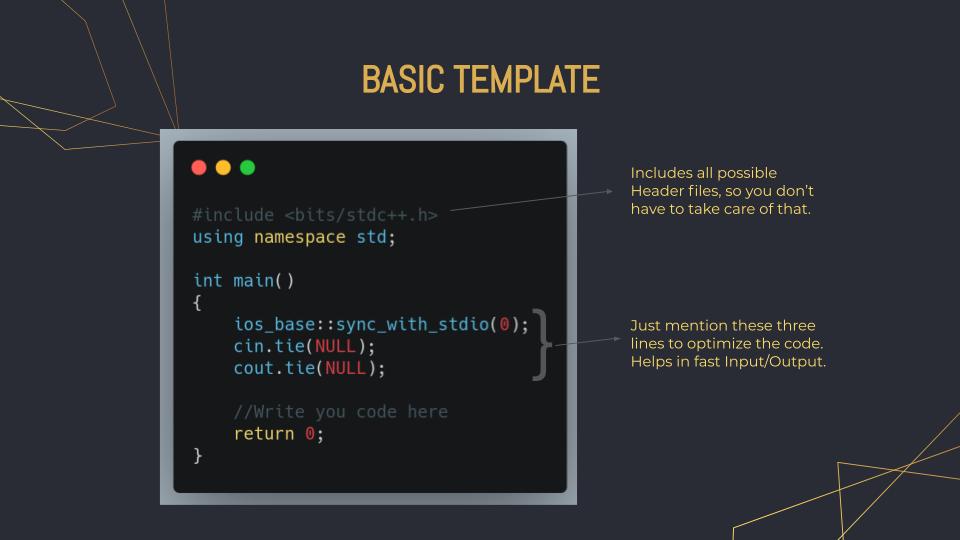 BASIC TEMPLATE
#include <bits/stdc++.h>
using namespace std;
int main()
{
    ios_base::sync_with_stdio(0);
    cin.tie(NULL);
    cout.tie(NULL);
    //Write you code here
    return 0;
}
Includes all possible
Header files, so you don't
have to take care of that.
Just mention these three
lines to optimize the code.
Helps in fast Input/Output.